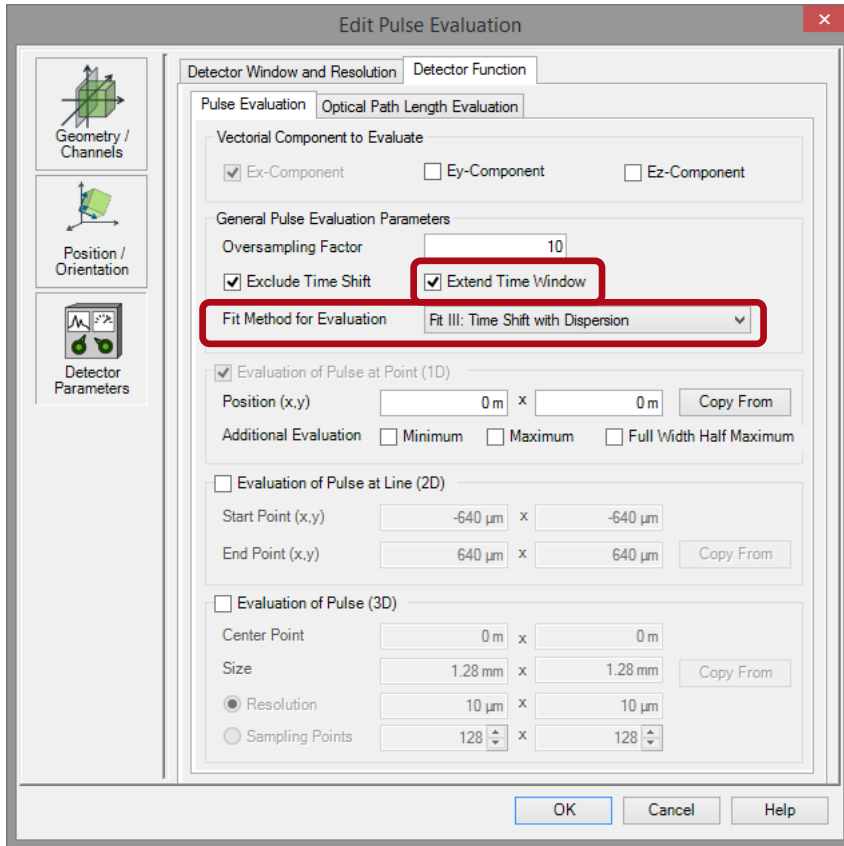 Edit Pulse Evaluation
Geometry /
Channels
Position /
Orientation
Detector
Parameters
Detector Window and Resolution Detector Function
Pulse Evaluation Optical Path Length Evaluation
Vectorial Component to Evaluate
Ex-Component Ey-Component Ez-Component
General Pulse Evaluation Parameters
Oversampling Factor 10
Exclude Time Shift Extend Time Window
Fit Method for Evaluation Fit III: Time Shift with Dispersion
Evaluation of Pulse at Point (1D)
Position (x,y) 0 m x 0 m Copy From
Additional Evaluation Minimum Maximum Full Width Half Maximum
Evaluation of Pulse at Line (2D)
Start Point (x,y) -640 µm x -640 µm
End Point (x,y) 640 µm x 640 µm Copy From
Evaluation of Pulse (3D)
Center Point 0 m x 0 m
Size 1.28 mm x 1.28 mm Copy From
Resolution 10 µm x 10 µm
Sampling Points 128 x 128
OK Cancel Help